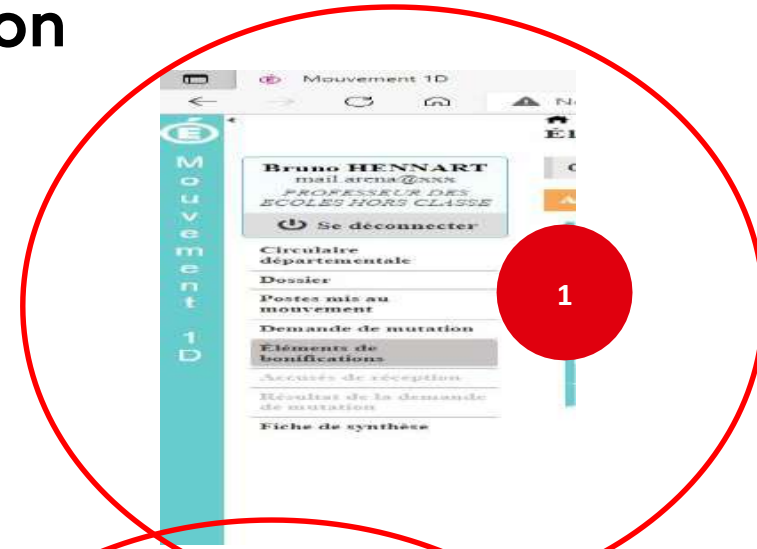 on
Mouvement 1D
É
Mouvement 1D
Bruno HENNART
mail.arena@xxx
PROFESSEUR DES
ECOLES HORS CLASSE
Se déconnecter
Circulaire
départementale
Dossier
Postes mis au
mouvement
Demande de mutation
Éléments de
bonifications
Accusés de réception
Résultat de la demande
de mutation
Fiche de synthèse
1